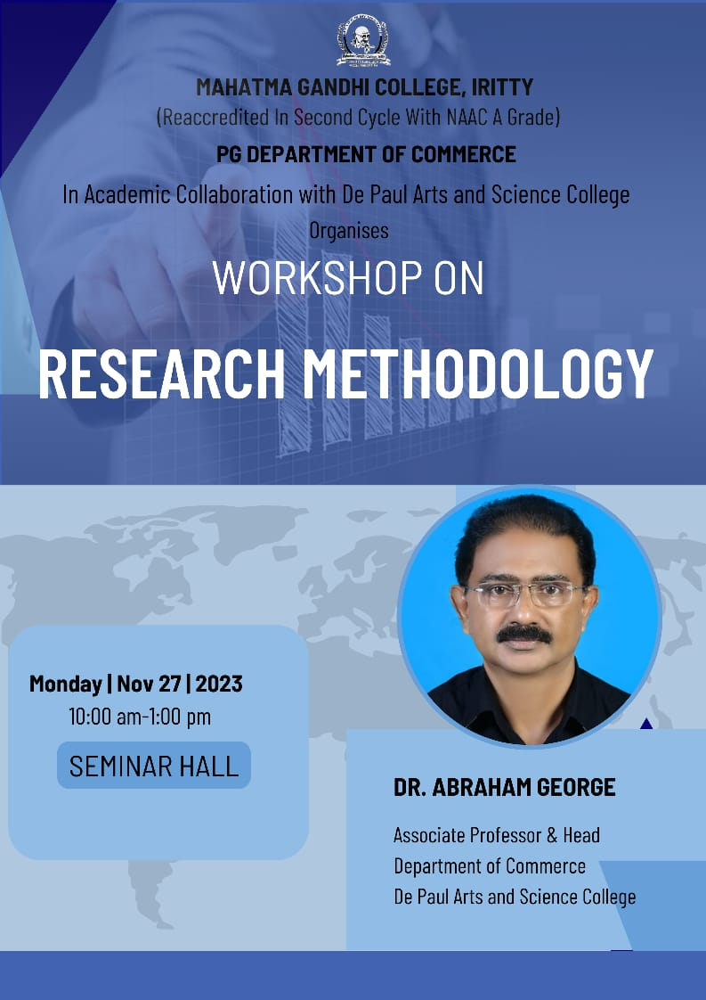 MAHATMA GANDHI COLLEGE, IRITTY
(Reaccredited In Second Cycle With NAAC A Grade)
PG DEPARTMENT OF COMMERCE
In Academic Collaboration with De Paul Arts and Science College
Organises
WORKSHOP ON
RESEARCH METHODOLOGY
Monday | Nov 27 | 2023
10:00 am-1:00 pm
SEMINAR HALL
DR. ABRAHAM GEORGE
Associate Professor & Head
Department of Commerce
De Paul Arts and Science College